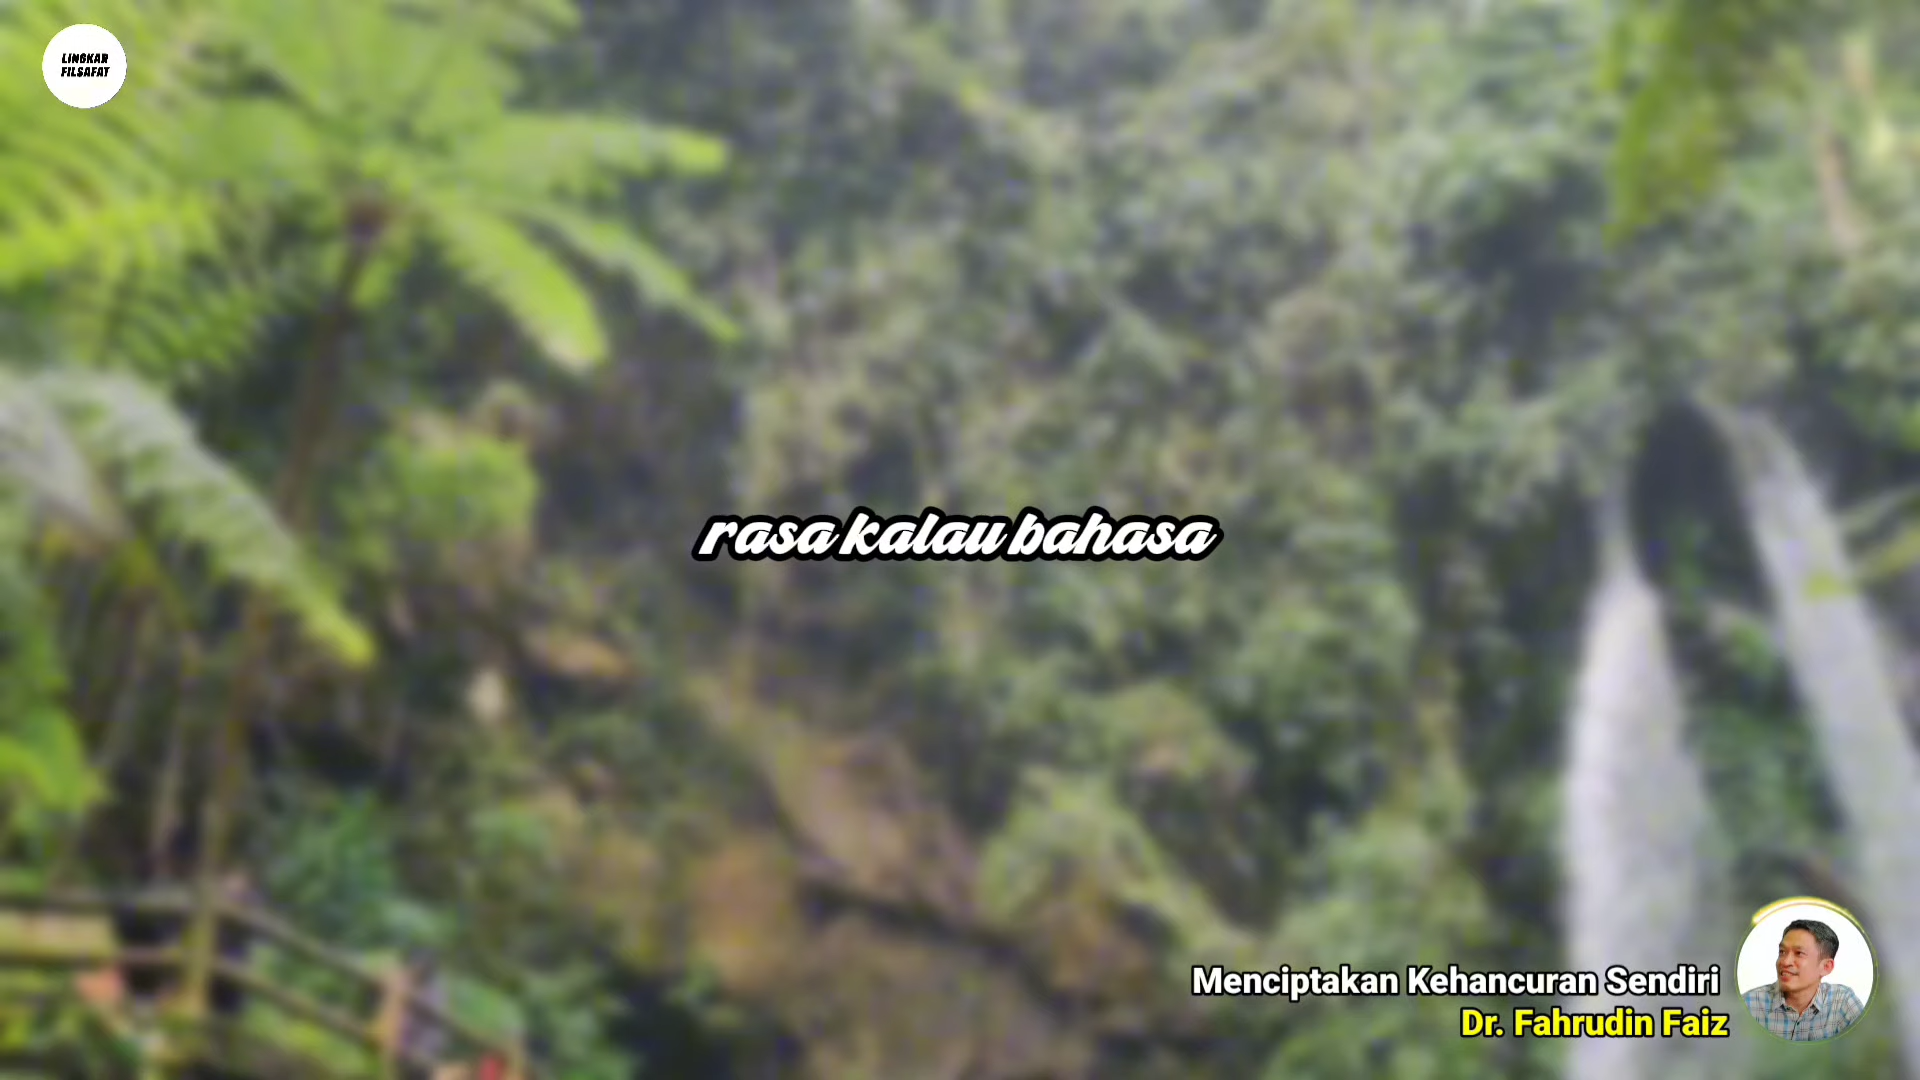 LINGKAR
FILSAFAT
rasa kalau bahasa
Menciptakan Kehancuran Sendiri
Dr. Fahrudin Faiz